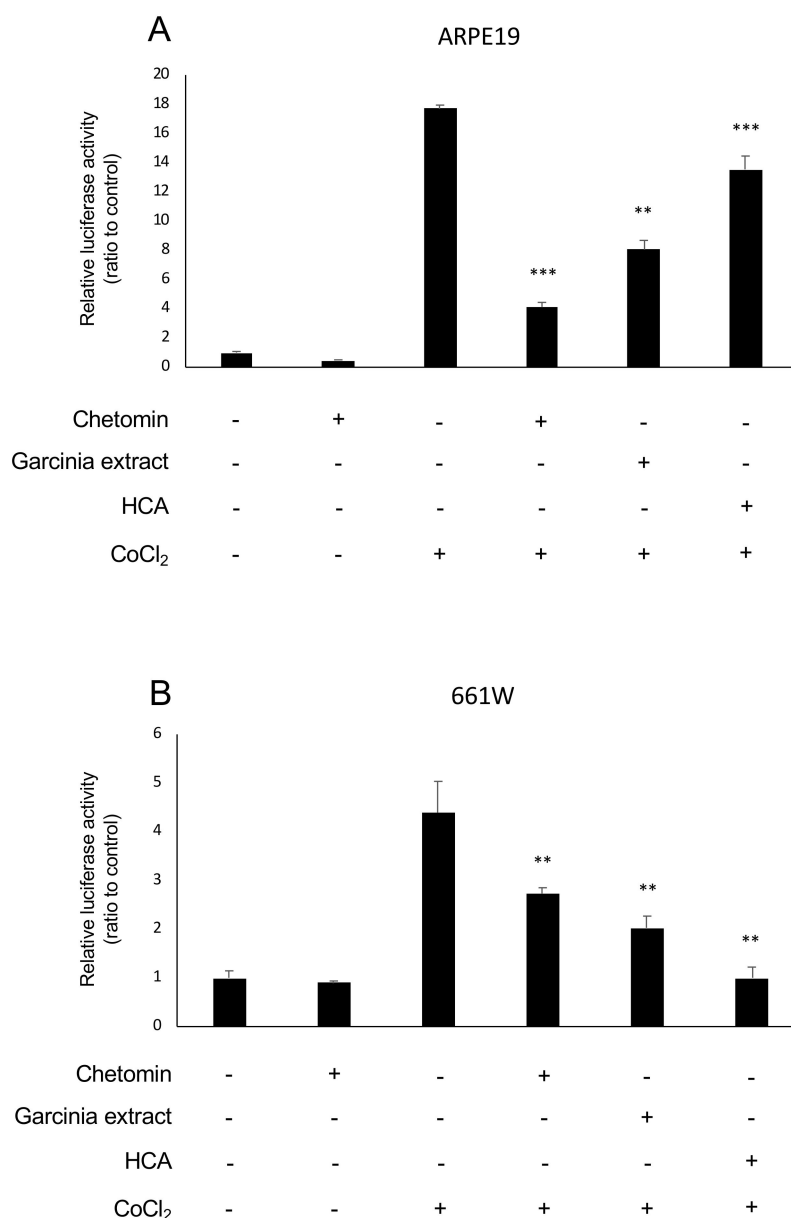 A
ARPE19
Relative luciferase activity
(ratio to control)
20
18
16
14
12
10
8
6
4
2
0
***
**
***
Chetomin - + - + - -
Garcinia extract - - - - + -
HCA - - - - - +
CoCl₂ - - + + + +
B
661W
Relative luciferase activity
(ratio to control)
6
5
4
3
2
1
0
**
**
**
Chetomin - + - + - -
Garcinia extract - - - - + -
HCA - - - - - +
CoCl₂ - - + + + +